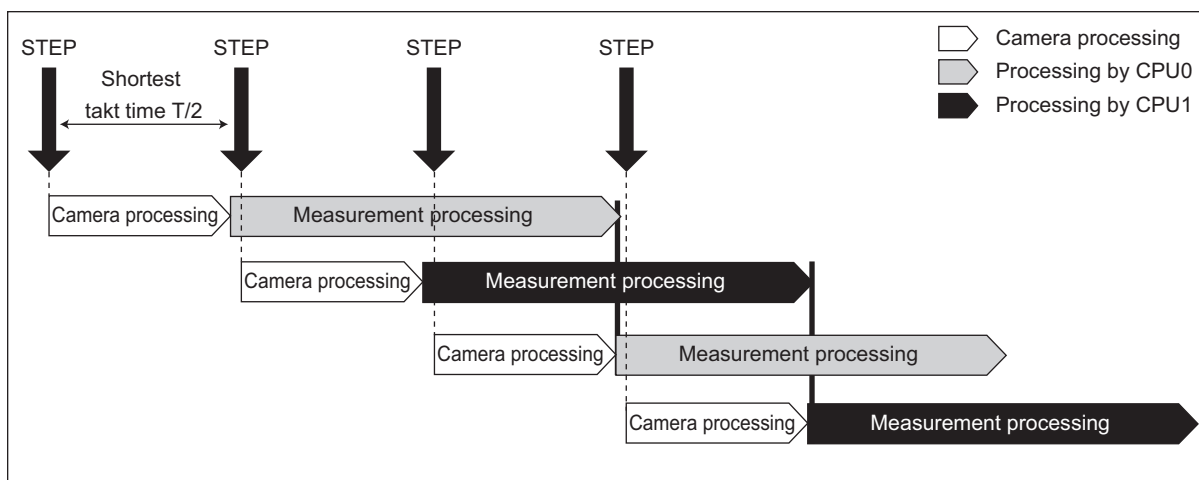 STEP
STEP
STEP
STEP
Shortest
takt time T/2
Camera processing
Processing by CPU0
Processing by CPU1
Camera processing
Measurement processing
Camera processing
Measurement processing
Camera processing
Measurement processing
Camera processing
Measurement processing